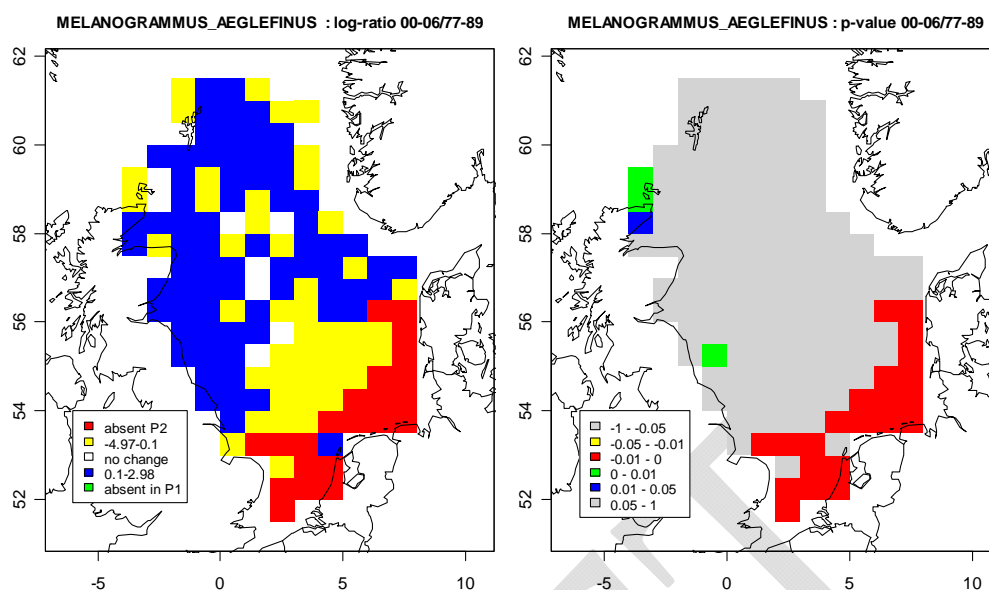 MELANOGRAMMUS_AEGLEFINUS : log-ratio 00-06/77-89
62
60
58
56
54
52
-5
0
5
10
absent P2
-4.97-0.1
no change
0.1-2.98
absent in P1
MELANOGRAMMUS_AEGLEFINUS : p-value 00-06/77-89
62
60
58
56
54
52
-5
0
5
10
-1 - -0.05
-0.05 - -0.01
-0.01 - 0
0 - 0.01
0.01 - 0.05
0.05 - 1